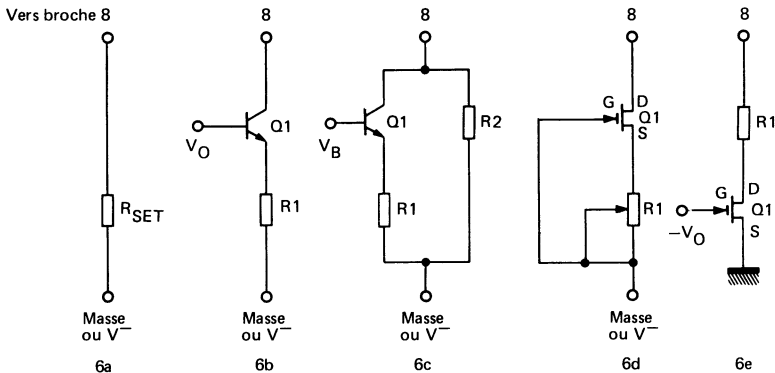 Vers broche 8
8
8
8
8
Q1
V_O
R_SET
R1
Q1
V_B
R2
R1
G
D
Q1
S
R1
R1
G
D
Q1
S
−V_O
Masse
ou V⁻
Masse
ou V⁻
Masse
ou V⁻
Masse
ou V⁻
6a
6b
6c
6d
6e